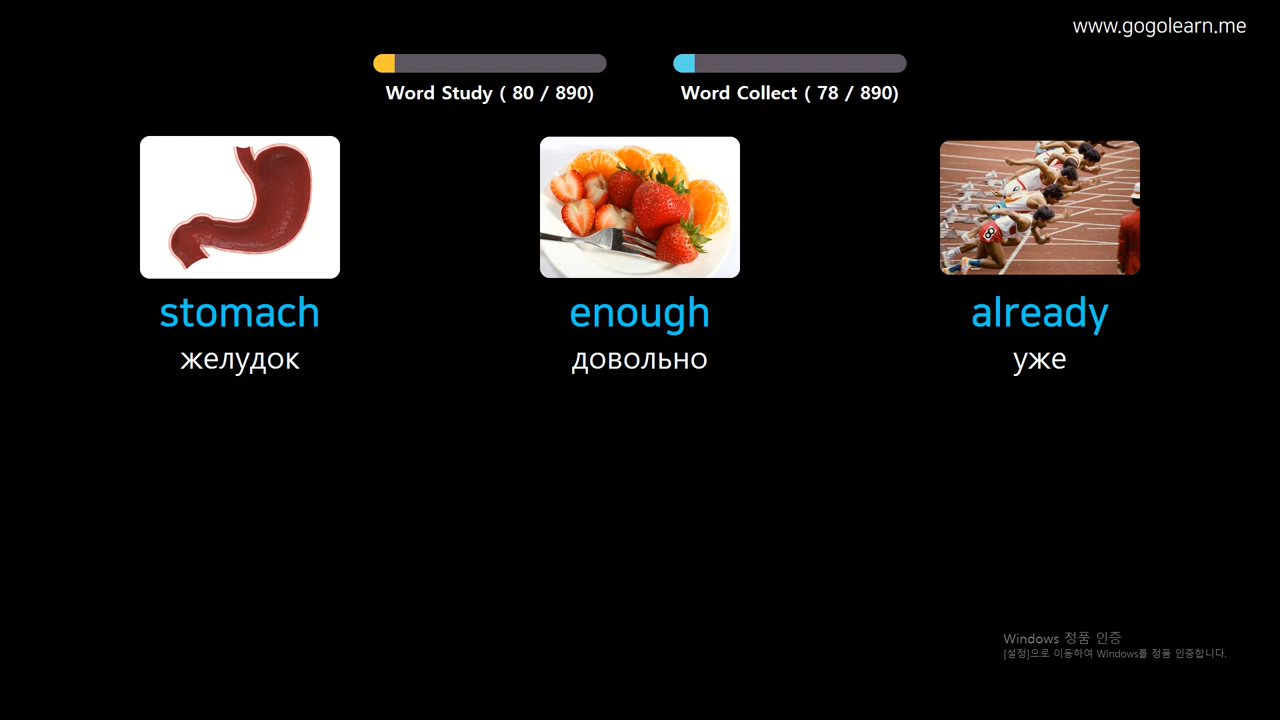 www.gogolearn.me
Word Study ( 80 / 890)
Word Collect ( 78 / 890)
stomach
enough
already
желудок
довольно
уже
Windows 정품 인증
[설정]으로 이동하여 Windows를 정품 인증합니다.